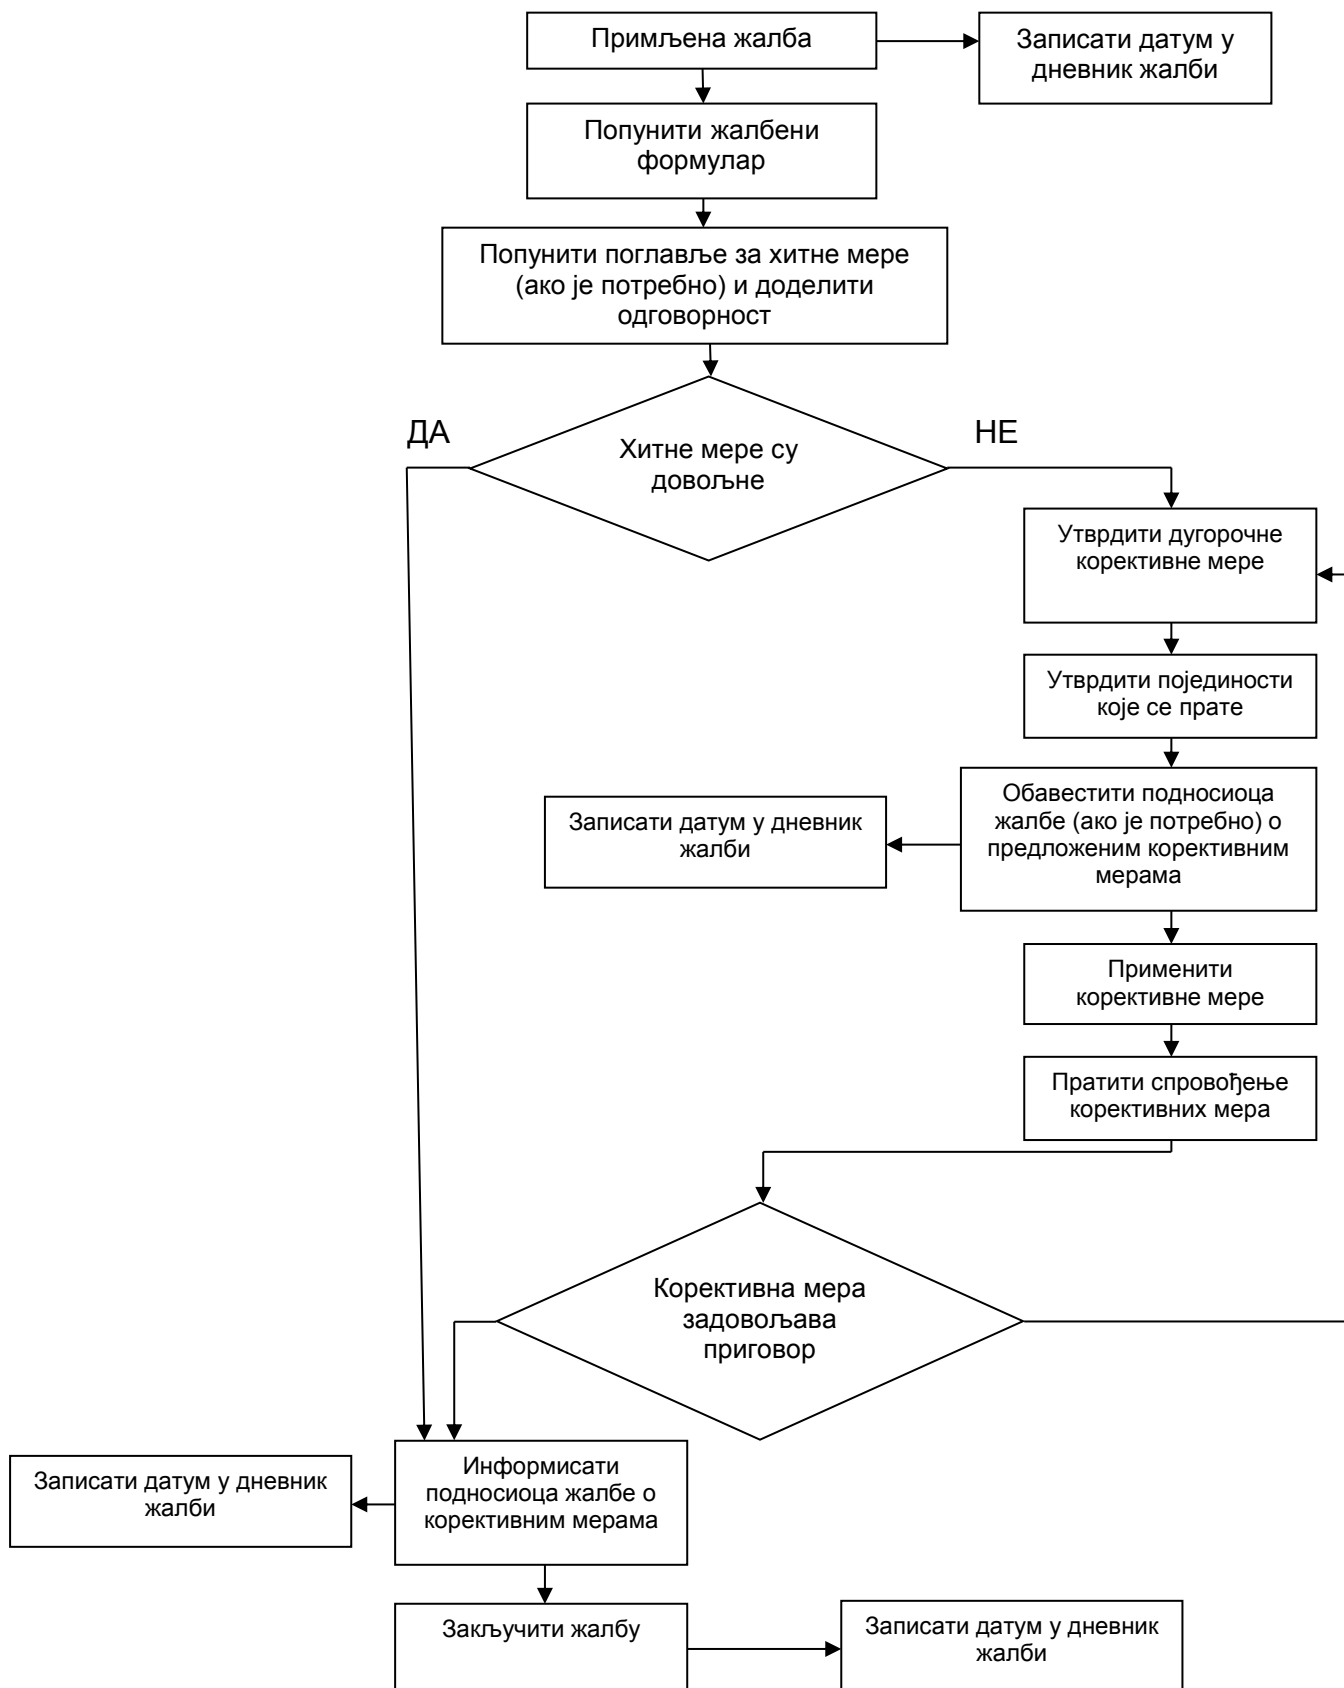 Примљена жалба
Записати датум у
дневник жалби
Попунити жалбени
формулар
Попунити поглавље за хитне мере
(ако је потребно) и доделити
одговорност
ДА
НЕ
Хитне мере су
довољне
Утврдити дугорочне
корективне мере
Утврдити појединости
које се прате
Обавестити подносиоца
жалбе (ако је потребно) о
предложеним корективним
мерама
Записати датум у дневник
жалби
Применити
корективне мере
Пратити спровођење
корективних мера
Корективна мера
задовољава
приговор
Информисати
подносиоца жалбе о
корективним мерама
Записати датум у дневник
жалби
Закључити жалбу
Записати датум у дневник
жалби